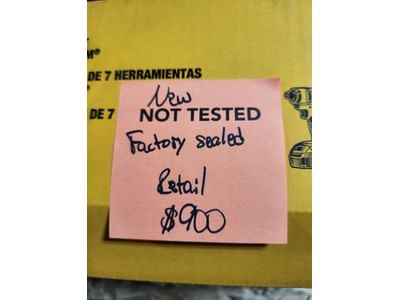 M®
DE 7 HERRAMIENTAS
®
DE 7
New
NOT TESTED
Factory sealed
Retail
$900